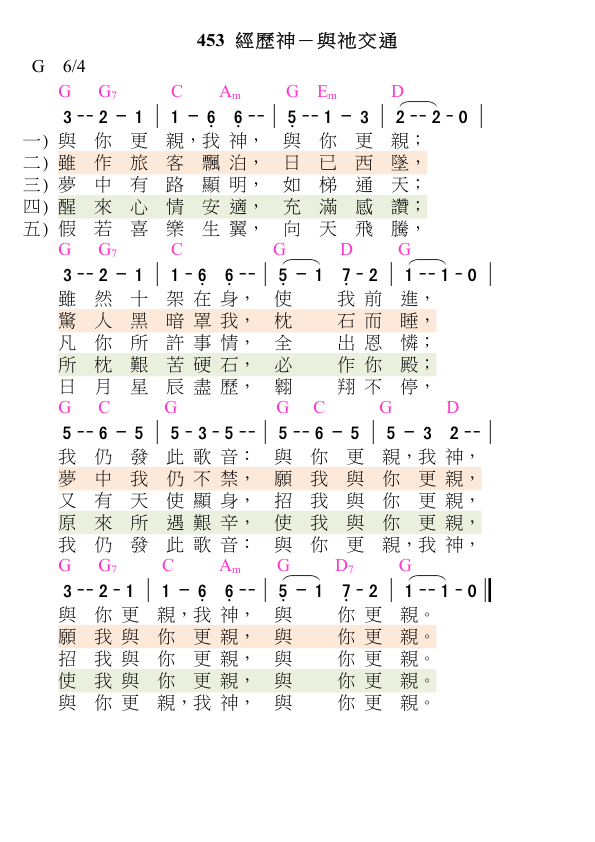 453 經歷神－與祂交通
G 6/4
G G7 C Am G Em D
3 -- 2 － 1 | 1 － 6̣ 6̣ -- | 5̣ -- 1 － 3 | 2 -- 2 - 0 |
一) 與 你 更 親，我 神， 與 你 更 親；
二) 雖 作 旅 客 飄 泊， 日 已 西 墜，
三) 夢 中 有 路 顯 明， 如 梯 通 天；
四) 醒 來 心 情 安 適， 充 滿 感 讚；
五) 假 若 喜 樂 生 翼， 向 天 飛 騰，
G G7 C G D G
3 -- 2 － 1 | 1 - 6̣ 6̣ -- | 5̣ － 1 7̣ - 2 | 1 -- 1 - 0 |
雖 然 十 架 在 身， 使 我 前 進，
驚 人 黑 暗 罩 我， 枕 石 而 睡，
凡 你 所 許 事 情， 全 出 恩 憐；
所 枕 艱 苦 硬 石， 必 作 你 殿；
日 月 星 辰 盡 歷， 翱 翔 不 停，
G C G G C G D
5 -- 6 － 5 | 5 - 3 - 5 -- | 5 -- 6 － 5 | 5 － 3 2 -- |
我 仍 發 此 歌 音： 與 你 更 親，我 神，
夢 中 我 仍 不 禁， 願 我 與 你 更 親，
又 有 天 使 顯 身， 招 我 與 你 更 親，
原 來 所 遇 艱 辛， 使 我 與 你 更 親，
我 仍 發 此 歌 音： 與 你 更 親，我 神，
G G7 C Am G D7 G
3 -- 2 - 1 | 1 － 6̣ 6̣ -- | 5̣ － 1 7̣ - 2 | 1 -- 1 - 0 ‖
與 你 更 親，我 神， 與 你 更 親。
願 我 與 你 更 親， 與 你 更 親。
招 我 與 你 更 親， 與 你 更 親。
使 我 與 你 更 親， 與 你 更 親。
與 你 更 親，我 神， 與 你 更 親。